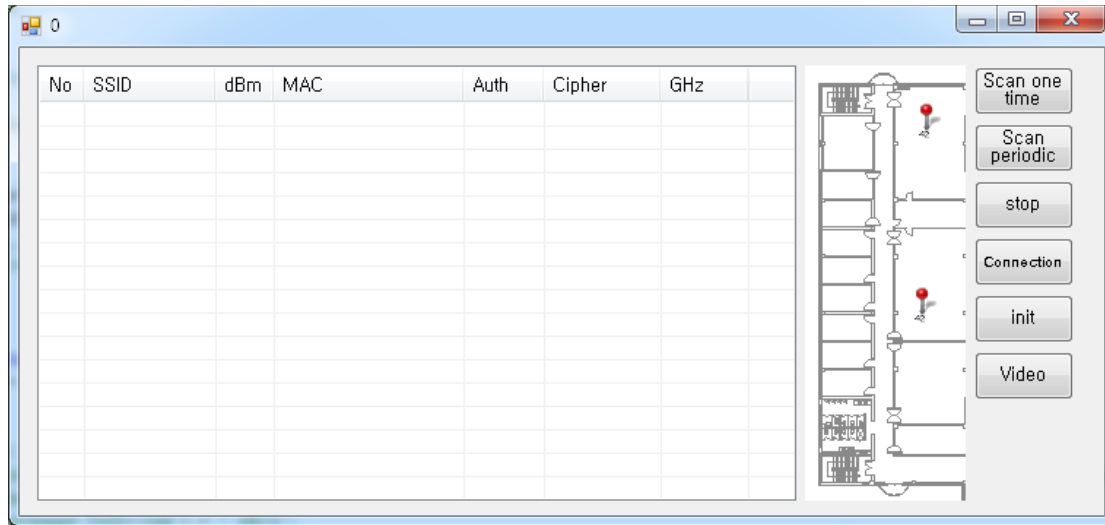 0
No SSID dBm MAC Auth Cipher GHz
Scan one
time
Scan
periodic
stop
Connection
init
Video